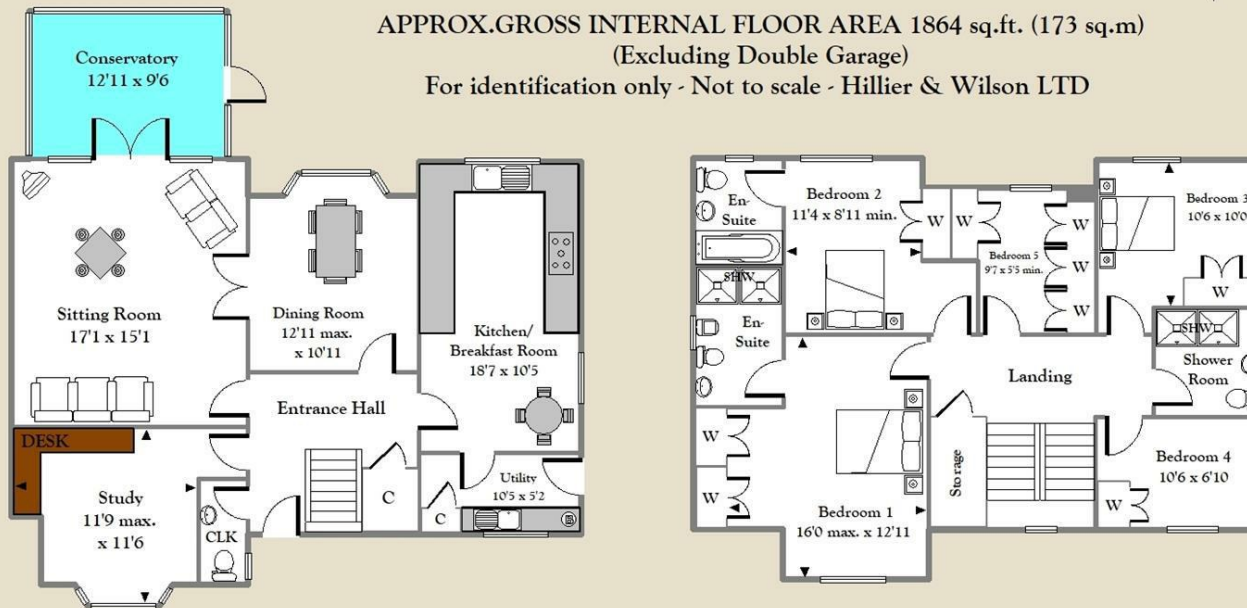 APPROX.GROSS INTERNAL FLOOR AREA 1864 sq.ft. (173 sq.m)
(Excluding Double Garage)
For identification only - Not to scale - Hillier & Wilson LTD
Conservatory
12'11 x 9'6
Sitting Room
17'1 x 15'1
Dining Room
12'11 max.
x 10'11
Kitchen/
Breakfast Room
18'7 x 10'5
Entrance Hall
DESK
Study
11'9 max.
x 11'6
CLK
C
C
Utility
10'5 x 5'2
En-
Suite
Bedroom 2
11'4 x 8'11 min.
W
W
Bedroom 5
9'7 x 5'5 min.
W
W
W
Bedroom 3
10'6 x 10'0
W
SHW
En-
Suite
SHW
Shower
Room
Landing
W
W
Storage
Bedroom 1
16'0 max. x 12'11
Bedroom 4
10'6 x 6'10
W